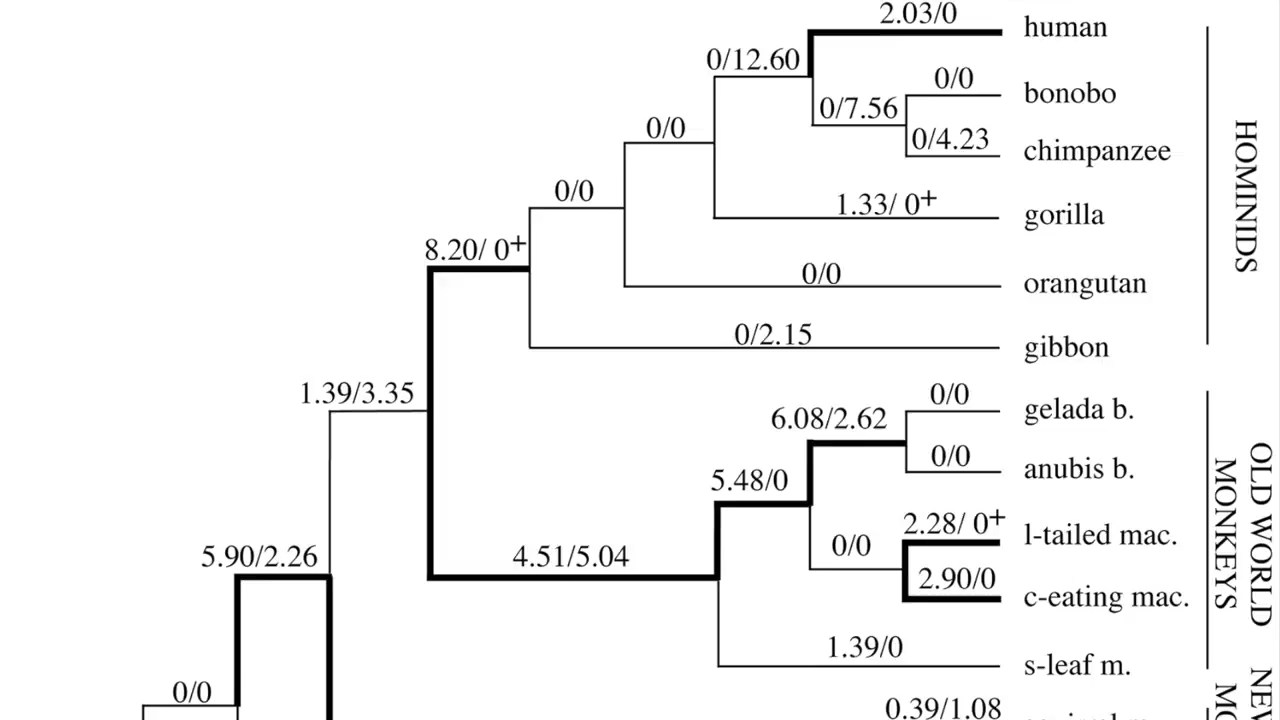 2.03/0
human
0/12.60
0/0
bonobo
0/7.56
0/4.23
chimpanzee
0/0
1.33/ 0+
gorilla
0/0
8.20/ 0+
0/0
orangutan
0/2.15
gibbon
HOMINIDS
1.39/3.35
0/0
gelada b.
6.08/2.62
0/0
anubis b.
5.48/0
2.28/ 0+
l-tailed mac.
0/0
4.51/5.04
2.90/0
c-eating mac.
5.90/2.26
1.39/0
s-leaf m.
OLD WORLD
MONKEYS
0/0
0.39/1.08